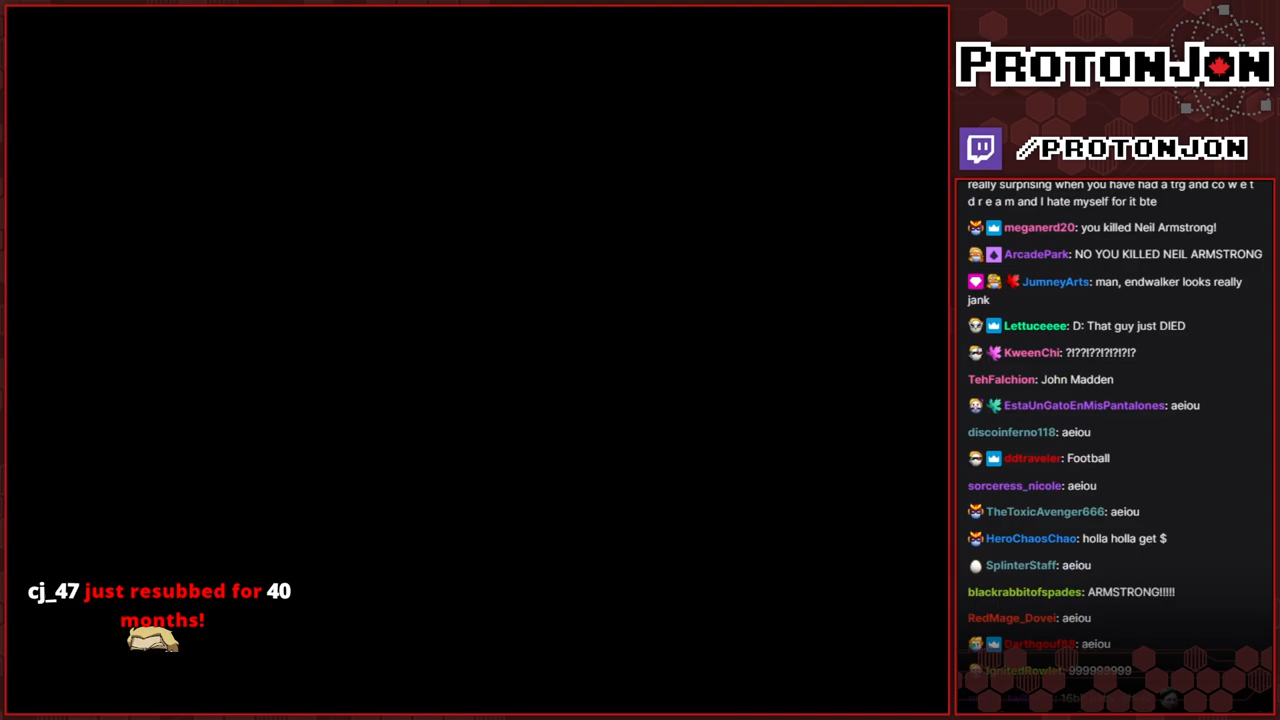 PROTONJON
/PROTONJON
really surprising when you have had a trg and co w e t
d r e a m and I hate myself for it bte
meganerd20: you killed Neil Armstrong!
ArcadePark: NO YOU KILLED NEIL ARMSTRONG
JumneyArts: man, endwalker looks really
jank
Lettuceeee: D: That guy just DIED
KweenChi: ?!??!??!?!?!?!?
TehFalchion: John Madden
EstaUnGatoEnMisPantalones: aeiou
discoinferno118: aeiou
ddtraveler: Football
sorceress_nicole: aeiou
TheToxicAvenger666: aeiou
HeroChaosChao: holla holla get $
SplinterStaff: aeiou
blackrabbitofspades: ARMSTRONG!!!!!
RedMage_Dovei: aeiou
Darthgouf88: aeiou
IgnitedRowlet: 999999999
cj_47 just resubbed for 40
months!